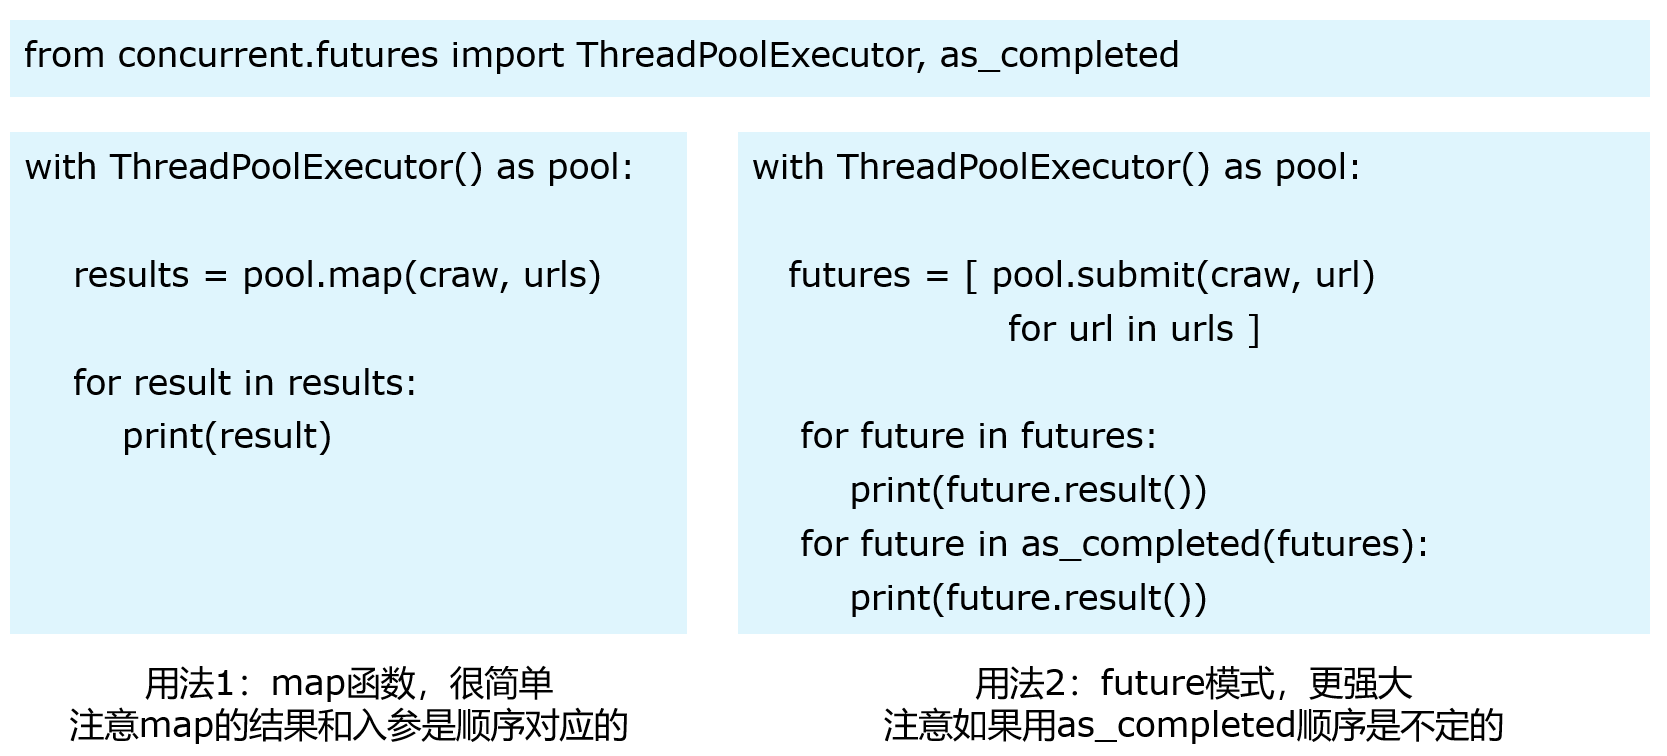 from concurrent.futures import ThreadPoolExecutor, as_completed
with ThreadPoolExecutor() as pool:
results = pool.map(craw, urls)
for result in results:
print(result)
用法1：map函数，很简单
注意map的结果和入参是顺序对应的
with ThreadPoolExecutor() as pool:
futures = [ pool.submit(craw, url)
for url in urls ]
for future in futures:
print(future.result())
for future in as_completed(futures):
print(future.result())
用法2：future模式，更强大
注意如果用as_completed顺序是不定的